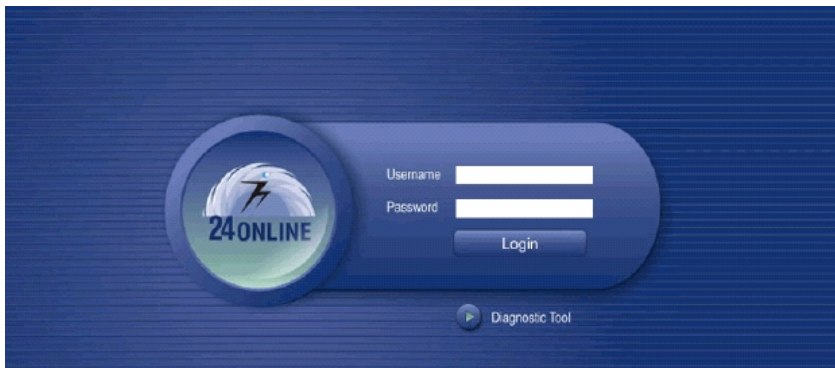 Username
Password
24ONLINE
Login
Diagnostic Tool